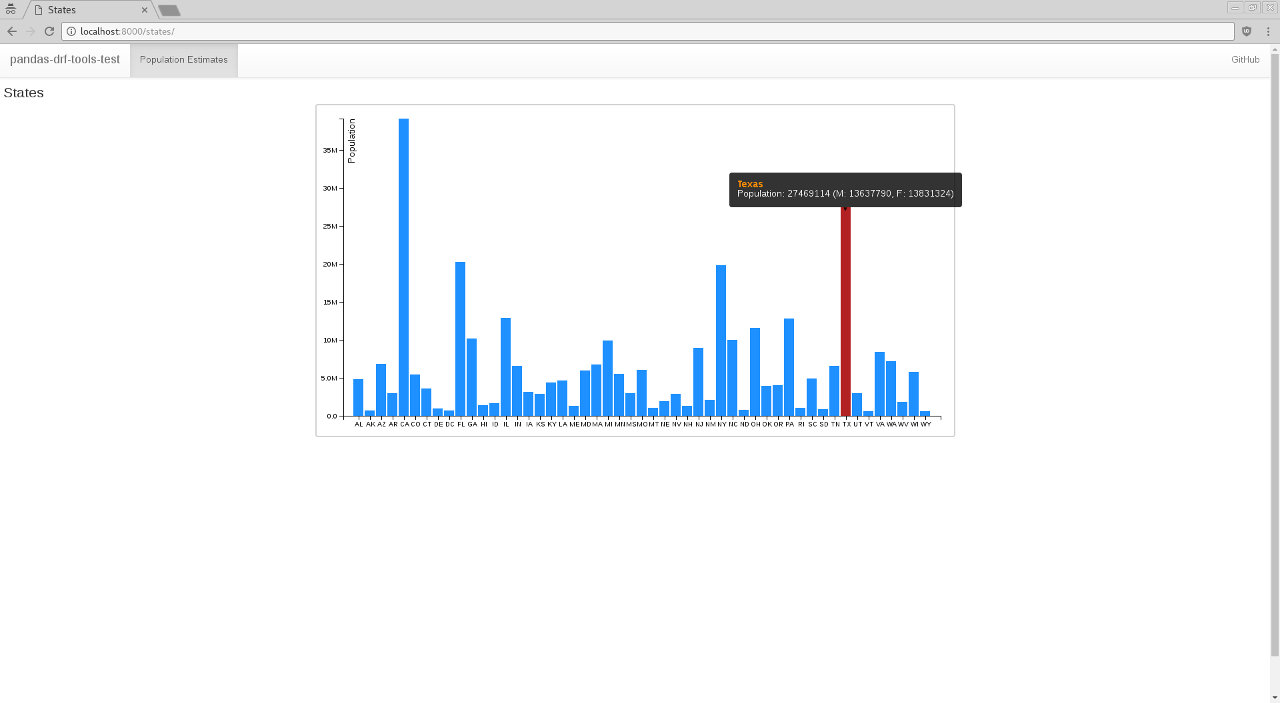 States
localhost:8000/states/
pandas-drf-tools-test Population Estimates GitHub
States
Population
35M
30M
Texas
Population: 27469114 (M: 13637790, F: 13831324)
25M
20M
15M
10M
5.0M
0.0
AL AK AZ AR CA CO CT DE DC FL GA HI ID IL IN IA KS KY LA ME MD MA MI MN MS MO MT NE NV NH NJ NM NY NC ND OH OK OR PA RI SC SD TN TX UT VT VA WA WV WI WY